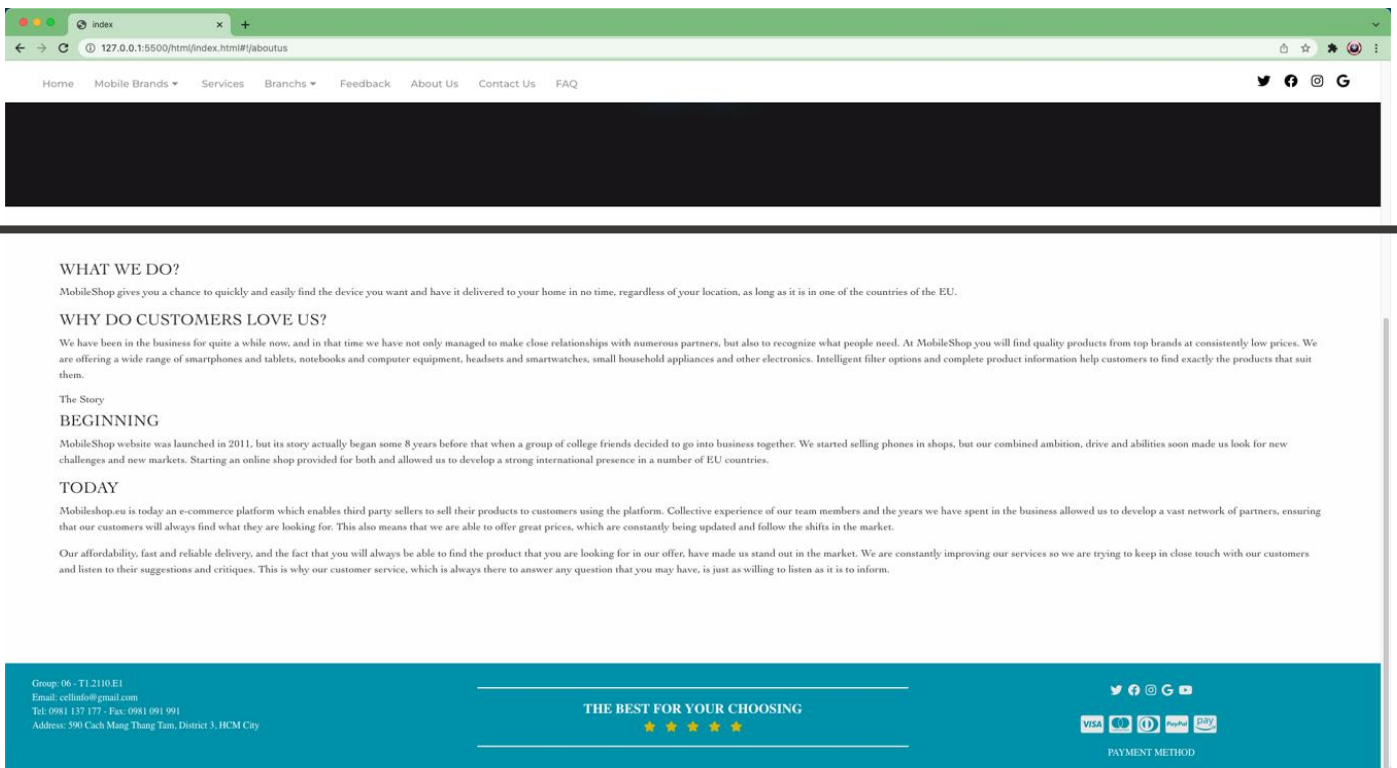 index
127.0.0.1:5500/html/index.html#!/aboutus
Home Mobile Brands Services Branchs Feedback About Us Contact Us FAQ
WHAT WE DO?
MobileShop gives you a chance to quickly and easily find the device you want and have it delivered to your home in no time, regardless of your location, as long as it is in one of the countries of the EU.
WHY DO CUSTOMERS LOVE US?
We have been in the business for quite a while now, and in that time we have not only managed to make close relationships with numerous partners, but also to recognize what people need. At MobileShop you will find quality products from top brands at consistently low prices. We
are offering a wide range of smartphones and tablets, notebooks and computer equipment, headsets and smartwatches, small household appliances and other electronics. Intelligent filter options and complete product information help customers to find exactly the products that suit
them.
The Story
BEGINNING
MobileShop website was launched in 2011, but its story actually began some 8 years before that when a group of college friends decided to go into business together. We started selling phones in shops, but our combined ambition, drive and abilities soon made us look for new
challenges and new markets. Starting an online shop provided for both and allowed us to develop a strong international presence in a number of EU countries.
TODAY
Mobileshop.eu is today an e-commerce platform which enables third party sellers to sell their products to customers using the platform. Collective experience of our team members and the years we have spent in the business allowed us to develop a vast network of partners, ensuring
that our customers will always find what they are looking for. This also means that we are able to offer great prices, which are constantly being updated and follow the shifts in the market.
Our affordability, fast and reliable delivery, and the fact that you will always be able to find the product that you are looking for in our offer, have made us stand out in the market. We are constantly improving our services so we are trying to keep in close touch with our customers
and listen to their suggestions and critiques. This is why our customer service, which is always there to answer any question that you may have, is just as willing to listen as it is to inform.
Group: 06 - T1.2110.E1
Email: cellinfo@gmail.com
Tel: 0981 137 177 - Fax: 0981 091 991
Address: 590 Cach Mang Thang Tam, District 3, HCM City
THE BEST FOR YOUR CHOOSING
VISA PayPal pay
PAYMENT METHOD